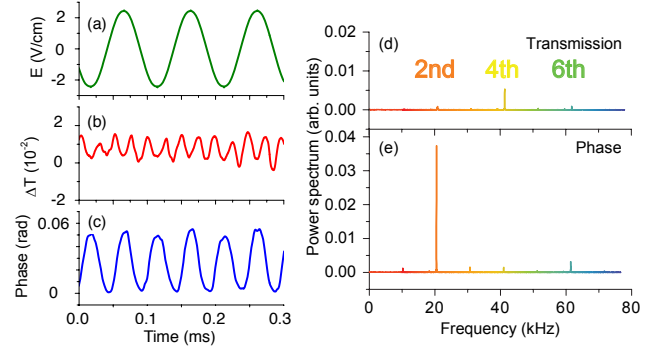 (a)
E (V/cm)
2
0
-2
(b)
ΔT (10⁻²)
2
0
-2
(c)
Phase (rad)
0.06
0
0.0
0.1
0.2
0.3
Time (ms)
(d)
Transmission
2nd
4th
6th
0.02
0.01
0.00
(e)
Phase
0.04
0.03
0.02
0.01
0.00
Power spectrum (arb. units)
0
20
40
60
80
Frequency (kHz)